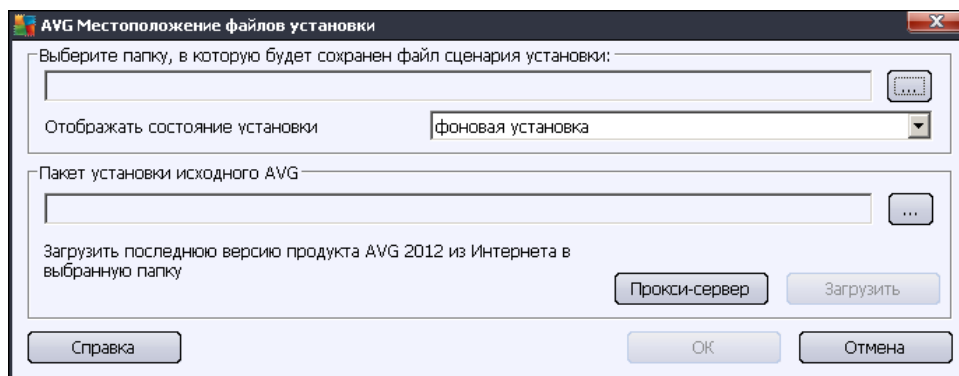 AVG Местоположение файлов установки
Выберите папку, в которую будет сохранен файл сценария установки:
...
Отображать состояние установки
фоновая установка
Пакет установки исходного AVG
...
Загрузить последнюю версию продукта AVG 2012 из Интернета в
выбранную папку
Прокси-сервер
Загрузить
Справка
ОК
Отмена